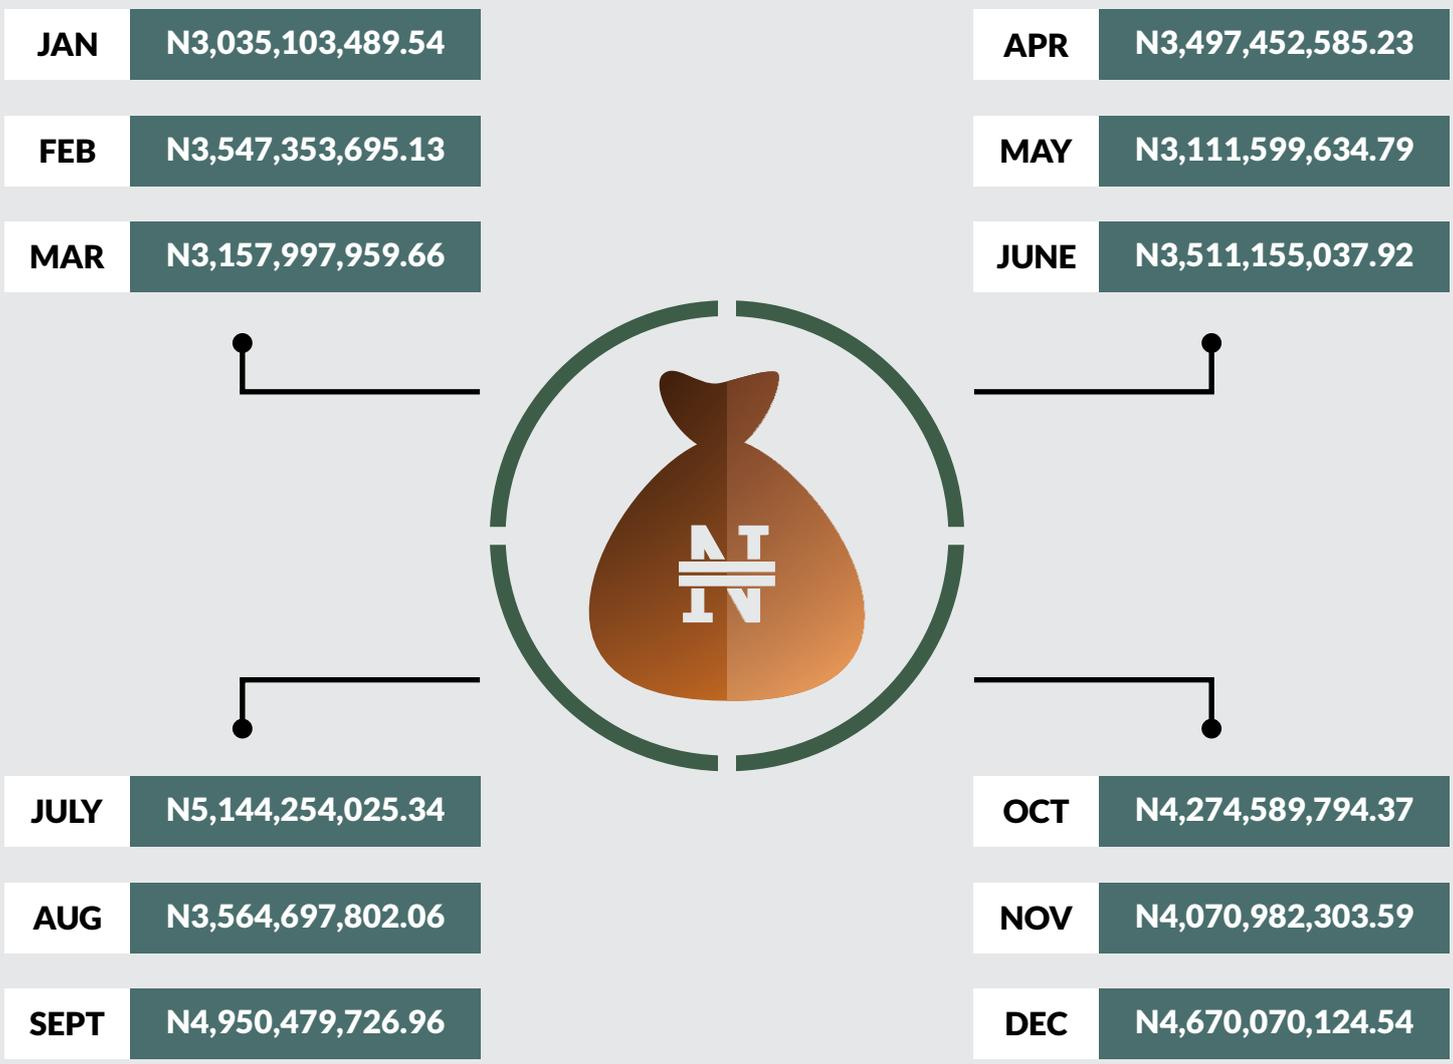 JAN N3,035,103,489.54
FEB N3,547,353,695.13
MAR N3,157,997,959.66
APR N3,497,452,585.23
MAY N3,111,599,634.79
JUNE N3,511,155,037.92
₦
JULY N5,144,254,025.34
AUG N3,564,697,802.06
SEPT N4,950,479,726.96
OCT N4,274,589,794.37
NOV N4,070,982,303.59
DEC N4,670,070,124.54